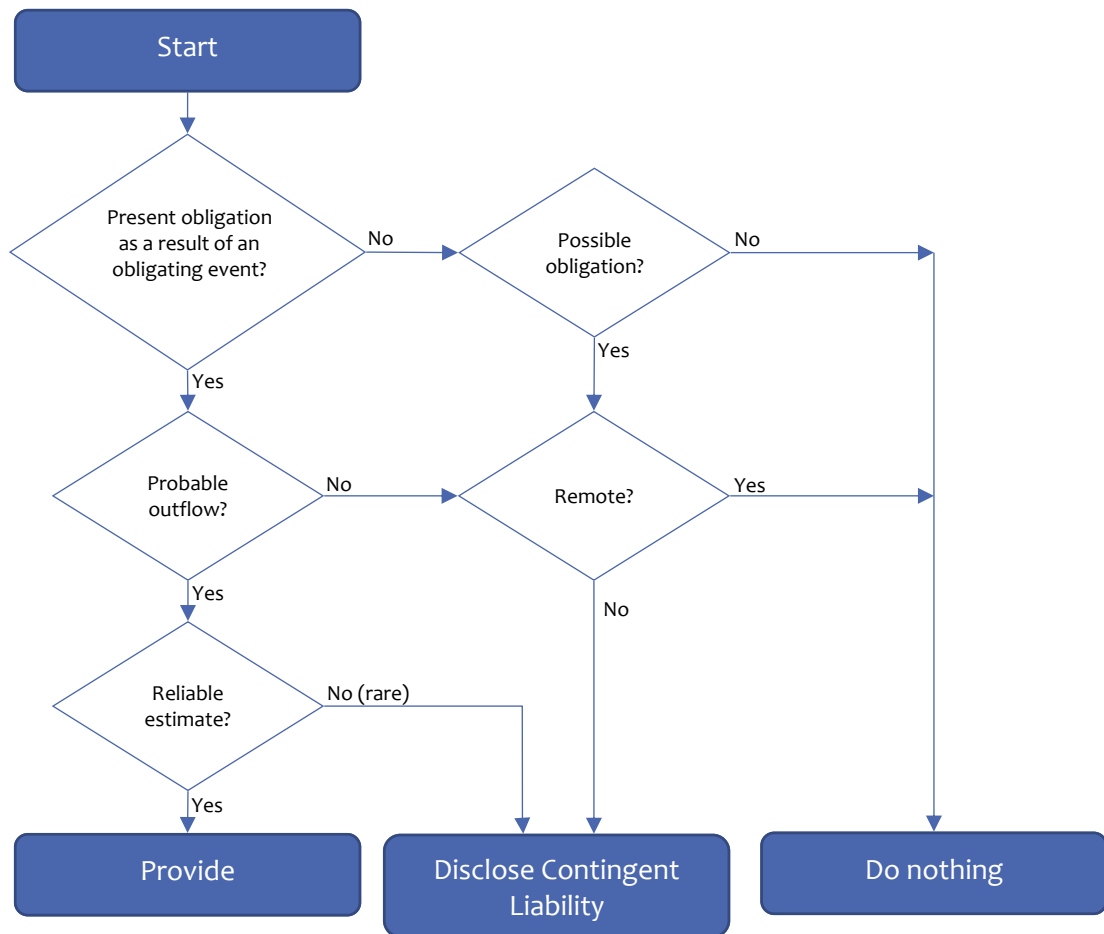 Start
Present obligation
as a result of an
obligating event?
No
Possible
obligation?
No
Yes
Yes
Probable
outflow?
No
Remote?
Yes
Yes
No
Reliable
estimate?
No (rare)
Yes
Provide
Disclose Contingent
Liability
Do nothing